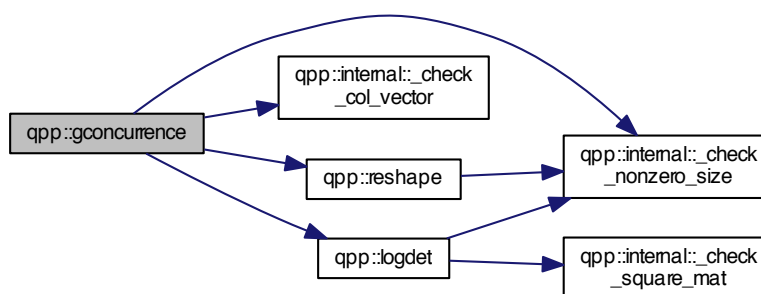 qpp::gconcurrence
qpp::internal::_check
_col_vector
qpp::reshape
qpp::logdet
qpp::internal::_check
_nonzero_size
qpp::internal::_check
_square_mat